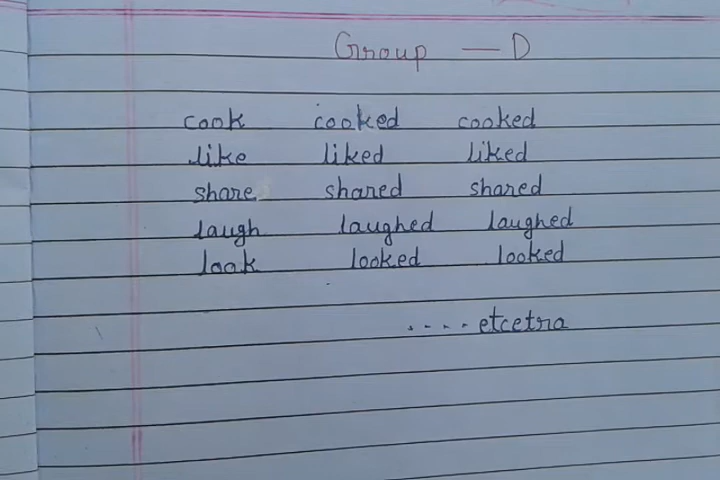 Group — D
cook cooked cooked
like liked liked
share shared shared
laugh laughed laughed
look looked looked
.... etcetra